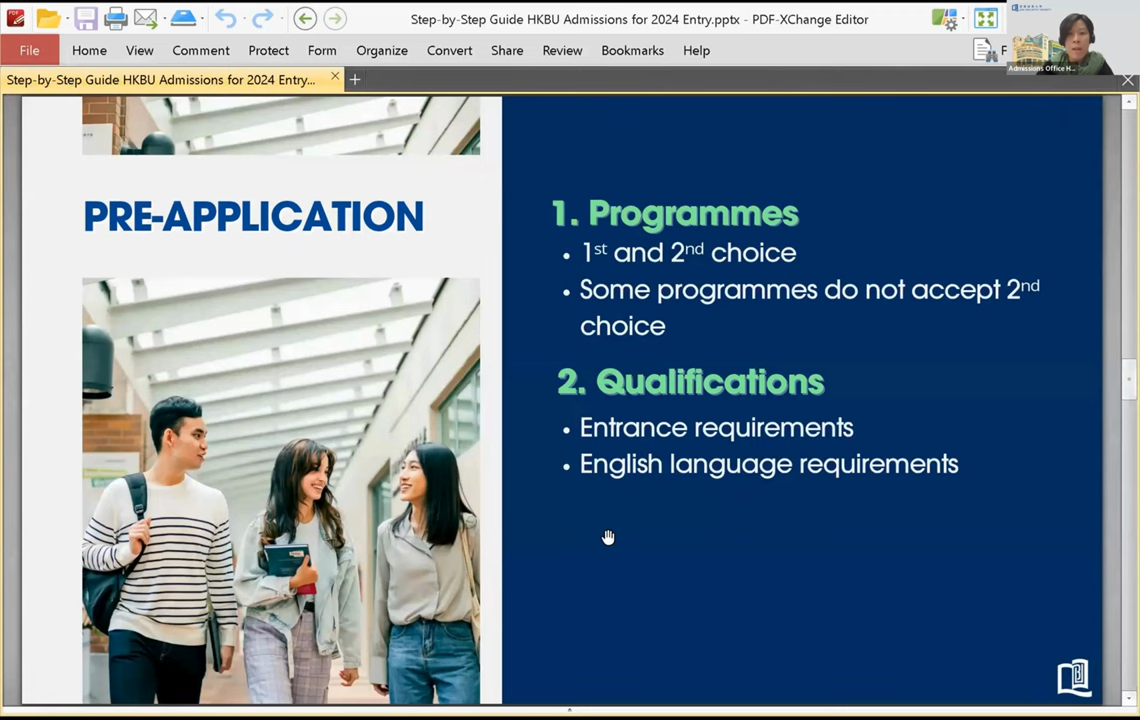 Step-by-Step Guide HKBU Admissions for 2024 Entry.pptx - PDF-XChange Editor
File Home View Comment Protect Form Organize Convert Share Review Bookmarks Help
Admissions Office H...
Step-by-Step Guide HKBU Admissions for 2024 Entry...
PRE-APPLICATION
1. Programmes
• 1st and 2nd choice
• Some programmes do not accept 2nd
choice
2. Qualifications
• Entrance requirements
• English language requirements